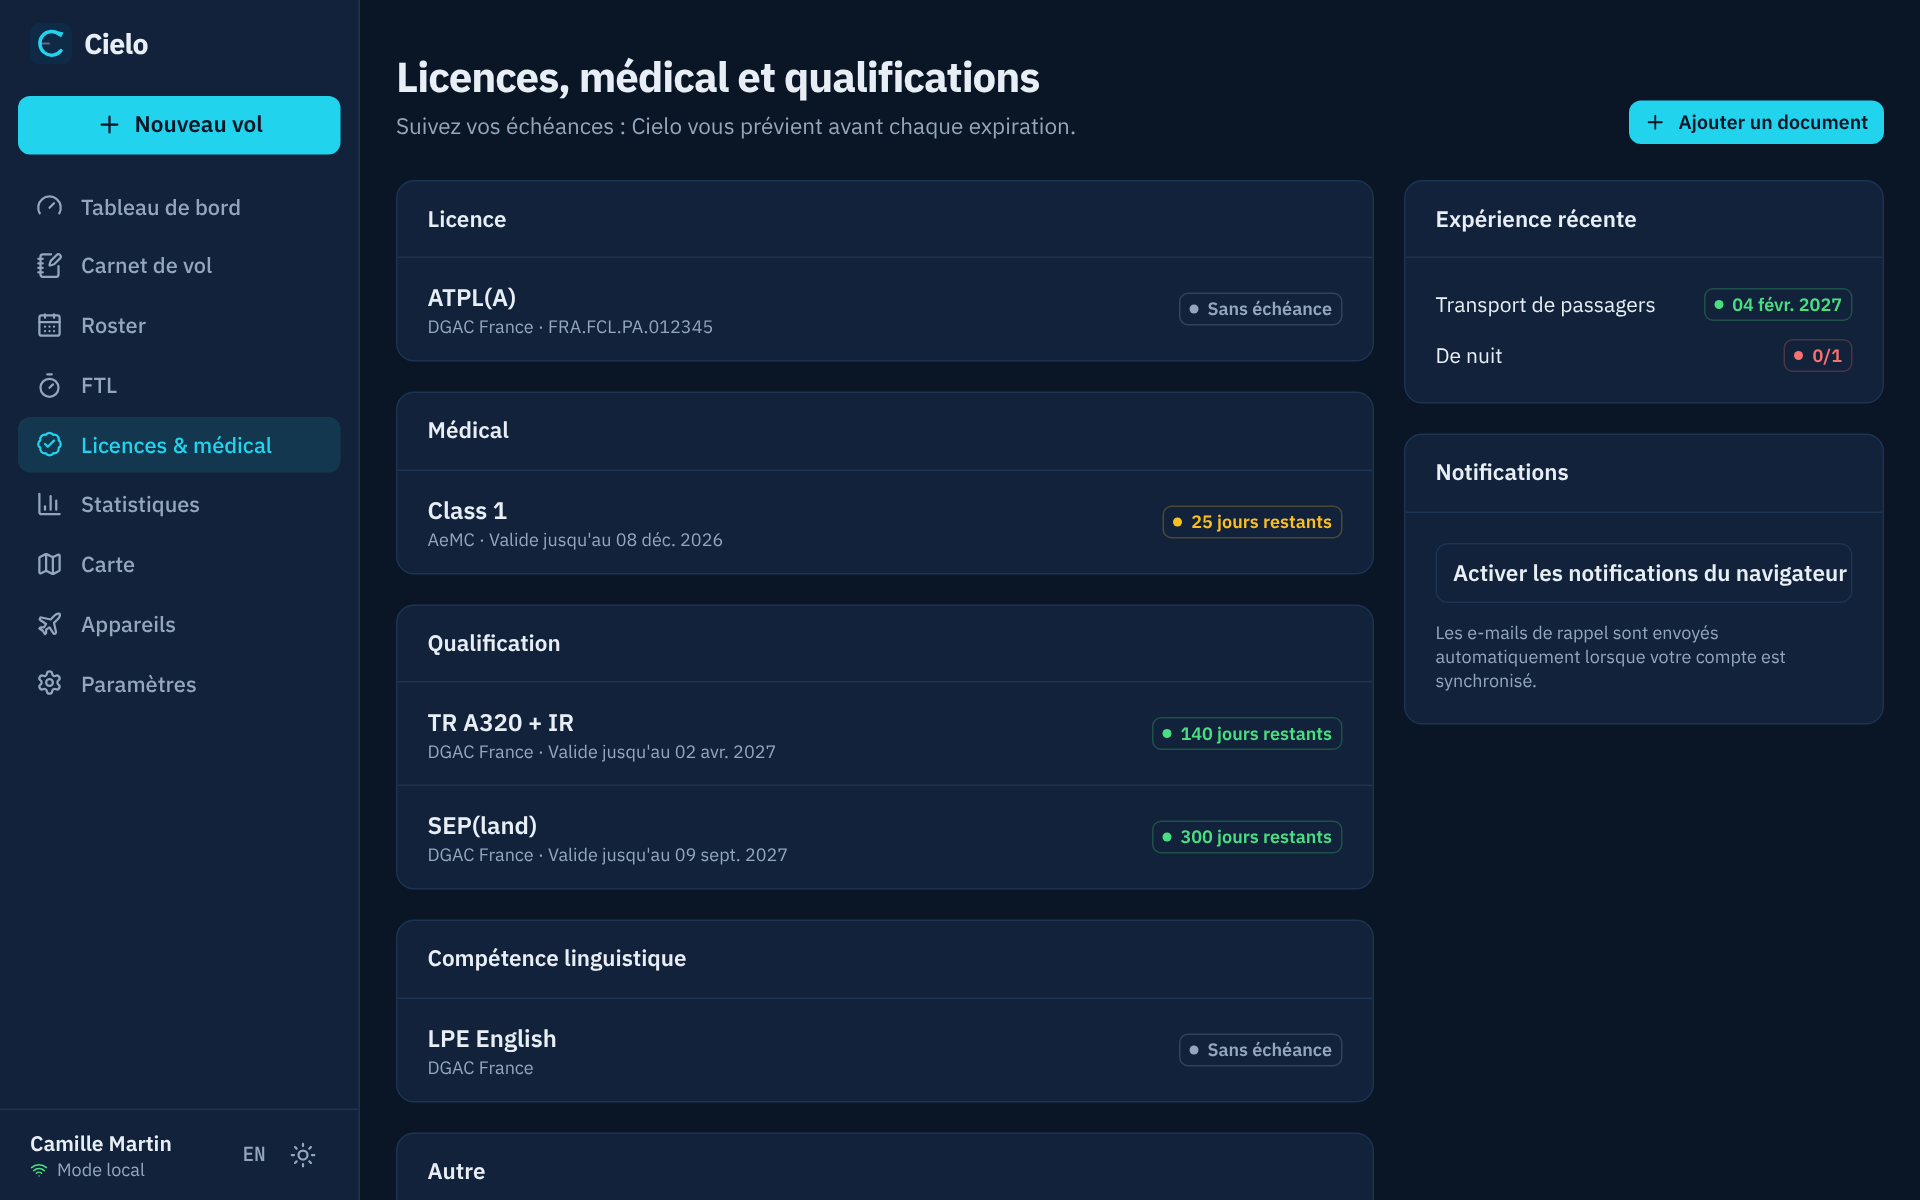 Cielo
Nouveau vol
Tableau de bord
Carnet de vol
Roster
FTL
Licences & médical
Statistiques
Carte
Appareils
Paramètres
Camille Martin
Mode local
EN
Licences, médical et qualifications
Suivez vos échéances : Cielo vous prévient avant chaque expiration.
Ajouter un document
Licence
ATPL(A)
DGAC France · FRA.FCL.PA.012345
Sans échéance
Médical
Class 1
AeMC · Valide jusqu'au 08 déc. 2026
25 jours restants
Qualification
TR A320 + IR
DGAC France · Valide jusqu'au 02 avr. 2027
140 jours restants
SEP(land)
DGAC France · Valide jusqu'au 09 sept. 2027
300 jours restants
Compétence linguistique
LPE English
DGAC France
Sans échéance
Autre
Expérience récente
Transport de passagers
04 févr. 2027
De nuit
0/1
Notifications
Activer les notifications du navigateur
Les e-mails de rappel sont envoyés
automatiquement lorsque votre compte est
synchronisé.